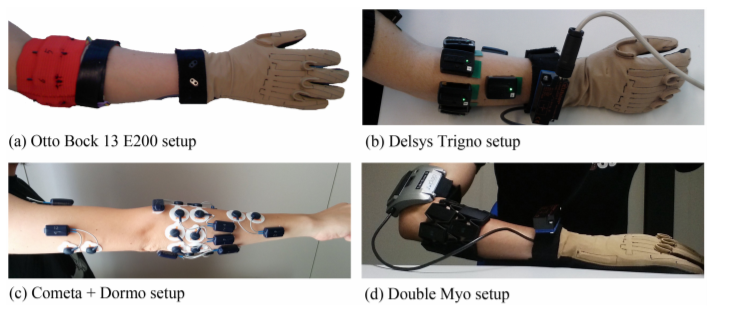 (a) Otto Bock 13 E200 setup
(b) Delsys Trigno setup
(c) Cometa + Dormo setup
(d) Double Myo setup